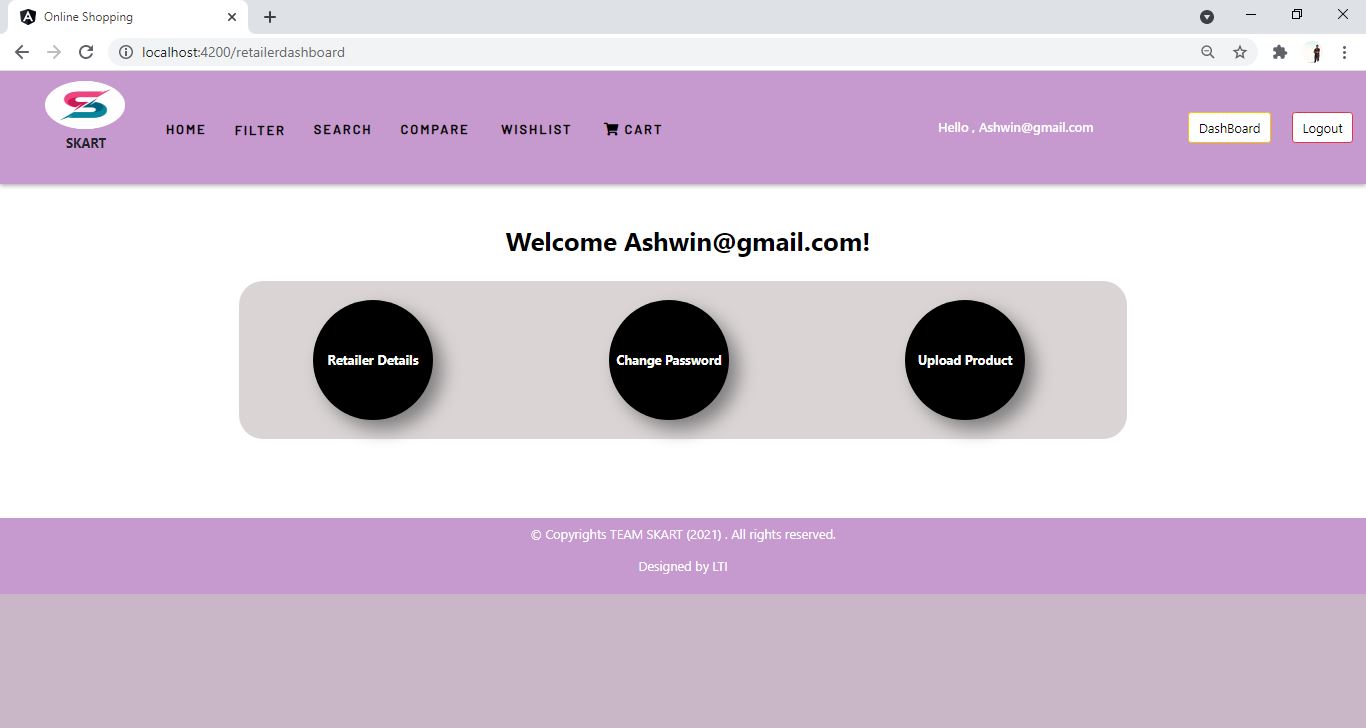 Online Shopping
localhost:4200/retailerdashboard
SKART
HOME FILTER SEARCH COMPARE WISHLIST CART
Hello , Ashwin@gmail.com
DashBoard
Logout
Welcome Ashwin@gmail.com!
Retailer Details
Change Password
Upload Product
© Copyrights TEAM SKART (2021) . All rights reserved.
Designed by LTI